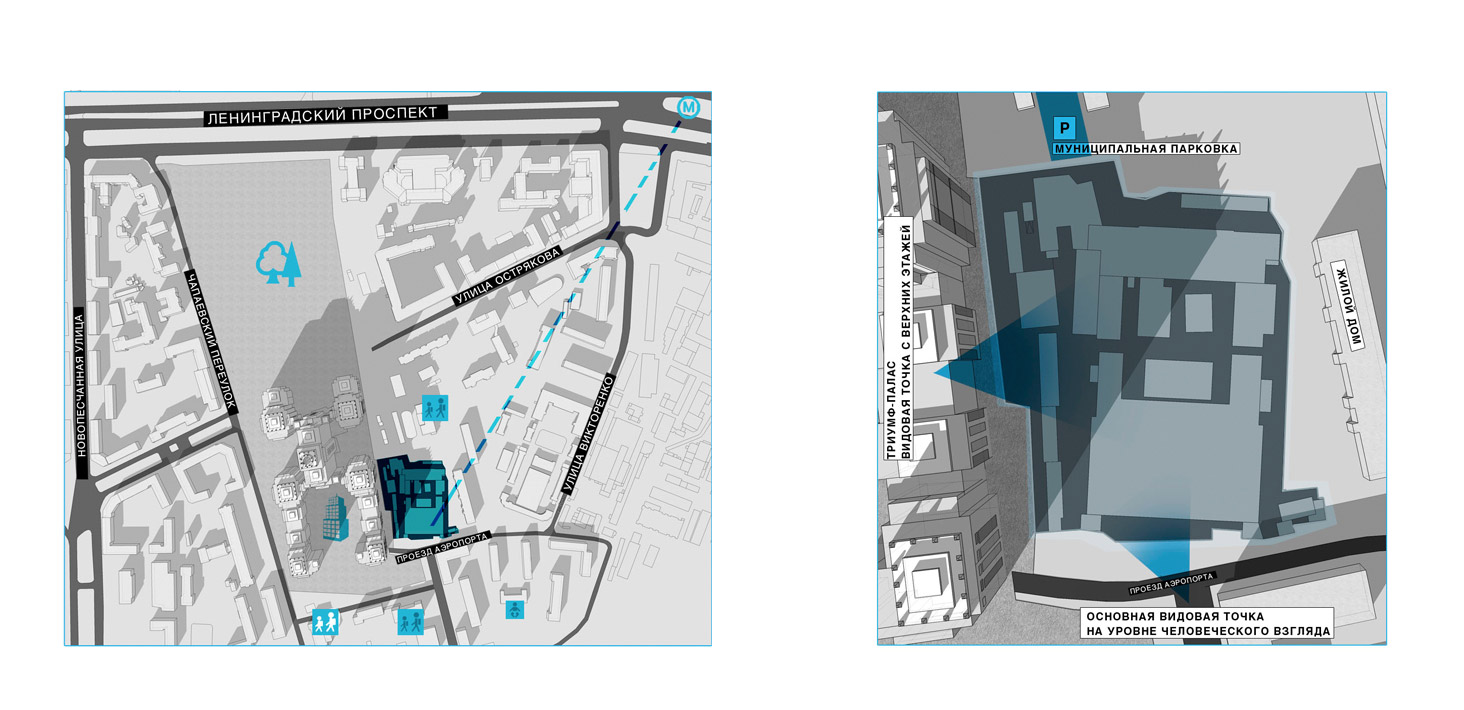 ЛЕНИНГРАДСКИЙ ПРОСПЕКТ
М
НОВОПЕСЧАННАЯ УЛИЦА
ЧАПАЕВСКИЙ ПЕРЕУЛОК
УЛИЦА ОСТРЯКОВА
УЛИЦА ВИКТОРЕНКО
ПРОЕЗД АЭРОПОРТА
P
МУНИЦИПАЛЬНАЯ ПАРКОВКА
ТРИУМФ-ПАЛАС
ВИДОВАЯ ТОЧКА С ВЕРХНИХ ЭТАЖЕЙ
ЖИЛОЙ ДОМ
ПРОЕЗД АЭРОПОРТА
ОСНОВНАЯ ВИДОВАЯ ТОЧКА
НА УРОВНЕ ЧЕЛОВЕЧЕСКОГО ВЗГЛЯДА